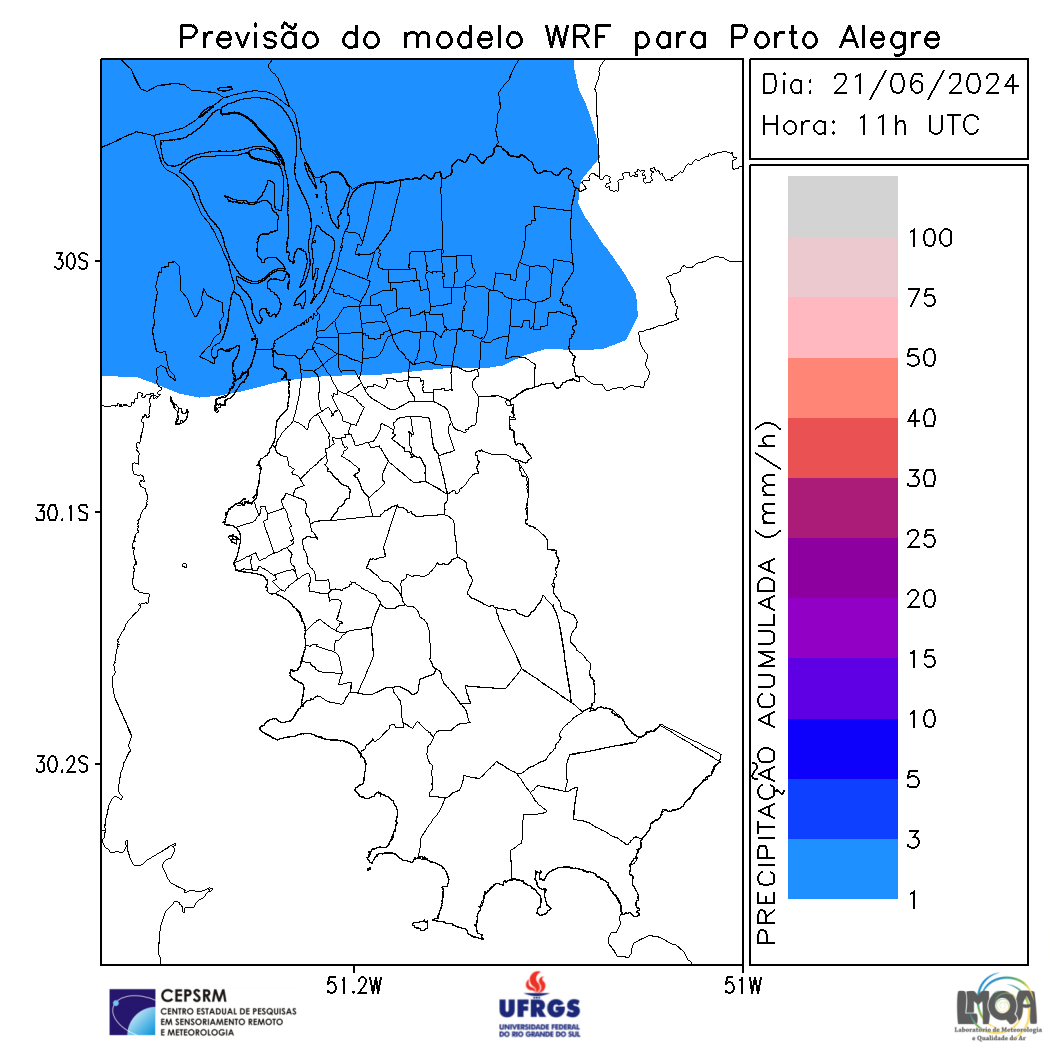 Previsão do modelo WRF para Porto Alegre
Dia: 21/06/2024
Hora: 11h UTC
30S
30.1S
30.2S
51.2W
51W
PRECIPITAÇÃO ACUMULADA (mm/h)
100
75
50
40
30
25
20
15
10
5
3
1
CEPSRM
CENTRO ESTADUAL DE PESQUISAS
EM SENSORIAMENTO REMOTO
E METEOROLOGIA
UFRGS
UNIVERSIDADE FEDERAL
DO RIO GRANDE DO SUL
LMQA
Laboratório de Meteorologia
e Qualidade do Ar